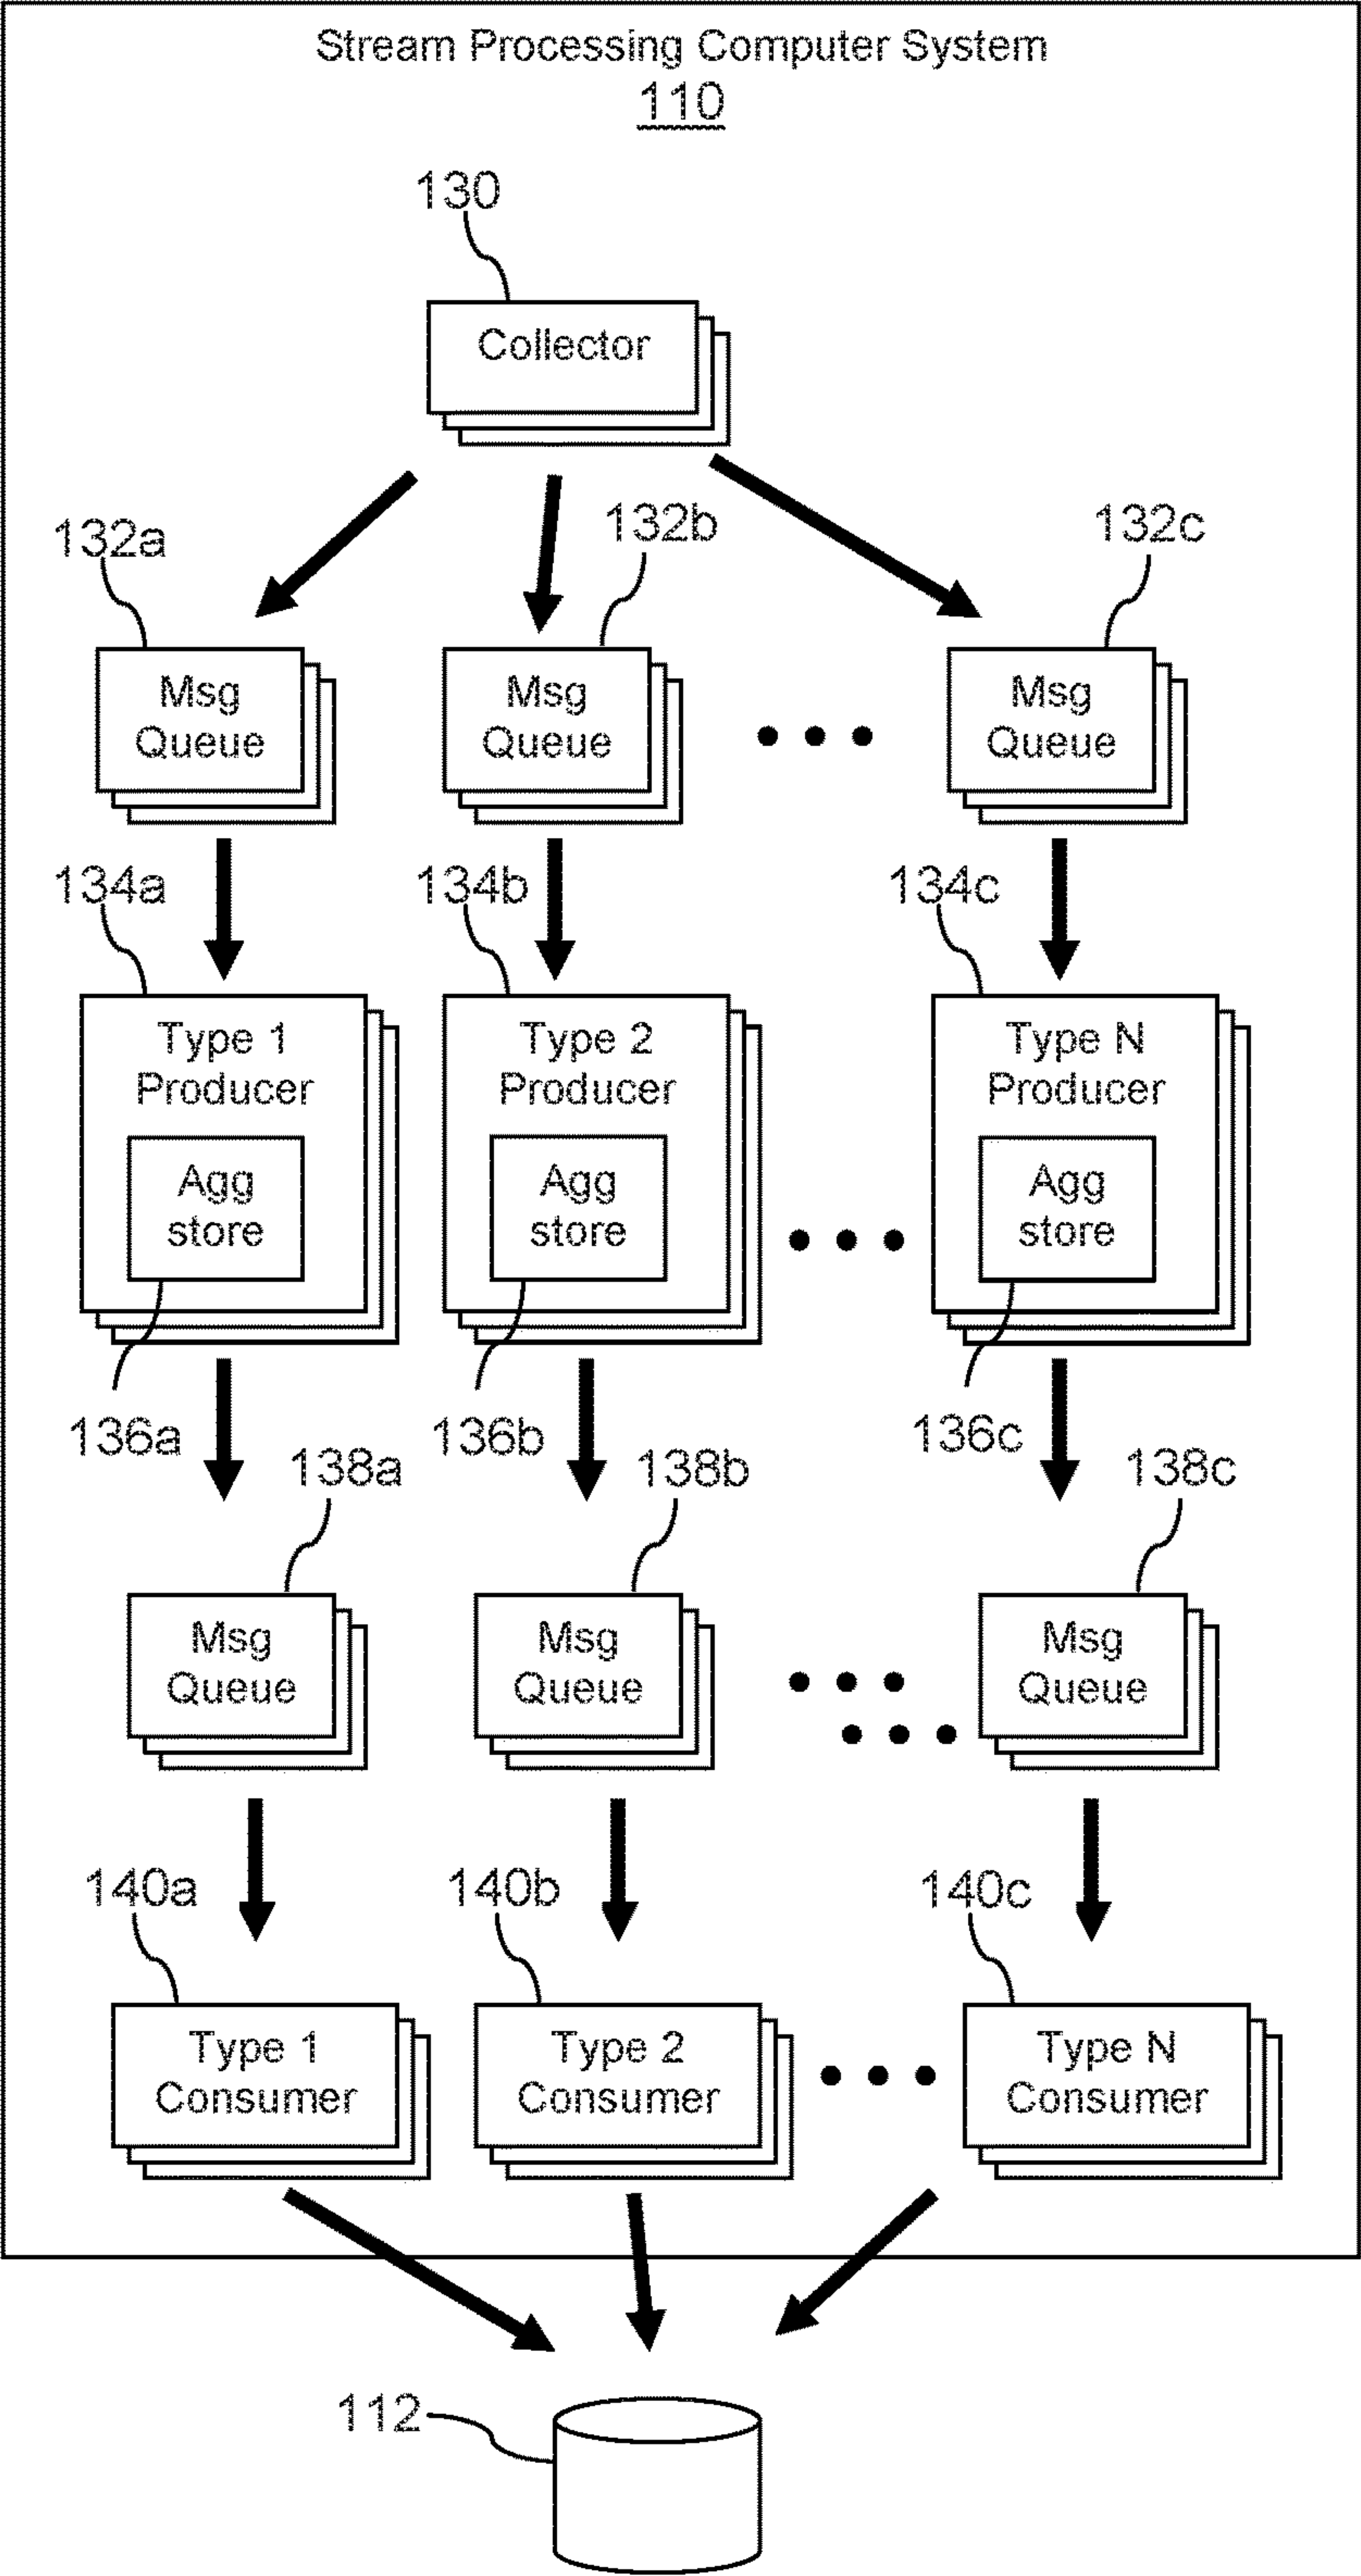 Stream Processing Computer System
110
130
Collector
132a
132b
132c
Msg
Queue
Msg
Queue
Msg
Queue
134a
134b
134c
Type 1
Producer
Type 2
Producer
Type N
Producer
Agg
store
Agg
store
Agg
store
136a
136b
136c
138a
138b
138c
Msg
Queue
Msg
Queue
Msg
Queue
140a
140b
140c
Type 1
Consumer
Type 2
Consumer
Type N
Consumer
112